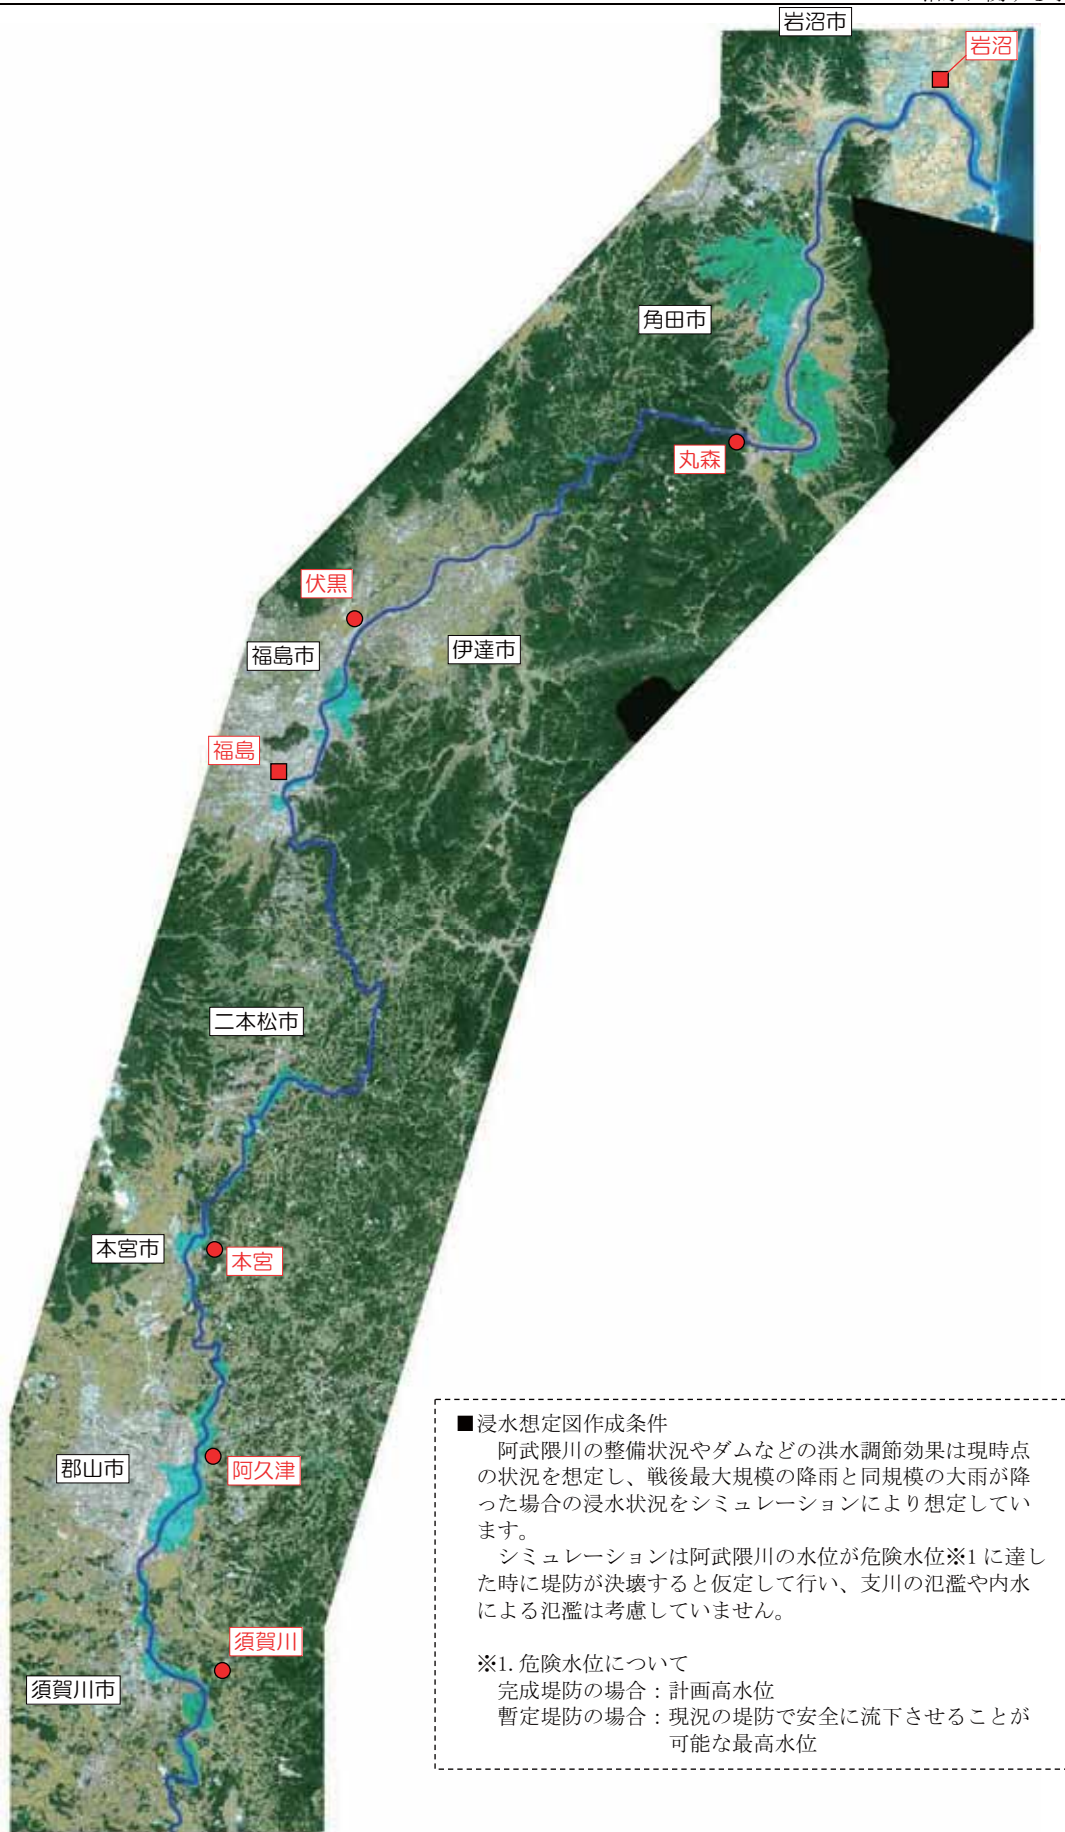 岩沼市
岩沼
角田市
丸森
伏黒
福島市
伊達市
福島
二本松市
本宮市
本宮
郡山市
阿久津
須賀川
須賀川市
■浸水想定図作成条件
阿武隈川の整備状況やダムなどの洪水調節効果は現時点
の状況を想定し、戦後最大規模の降雨と同規模の大雨が降
った場合の浸水状況をシミュレーションにより想定してい
ます。
シミュレーションは阿武隈川の水位が危険水位※1 に達し
た時に堤防が決壊すると仮定して行い、支川の氾濫や内水
による氾濫は考慮していません。
※1. 危険水位について
完成堤防の場合：計画高水位
暫定堤防の場合：現況の堤防で安全に流下させることが
可能な最高水位